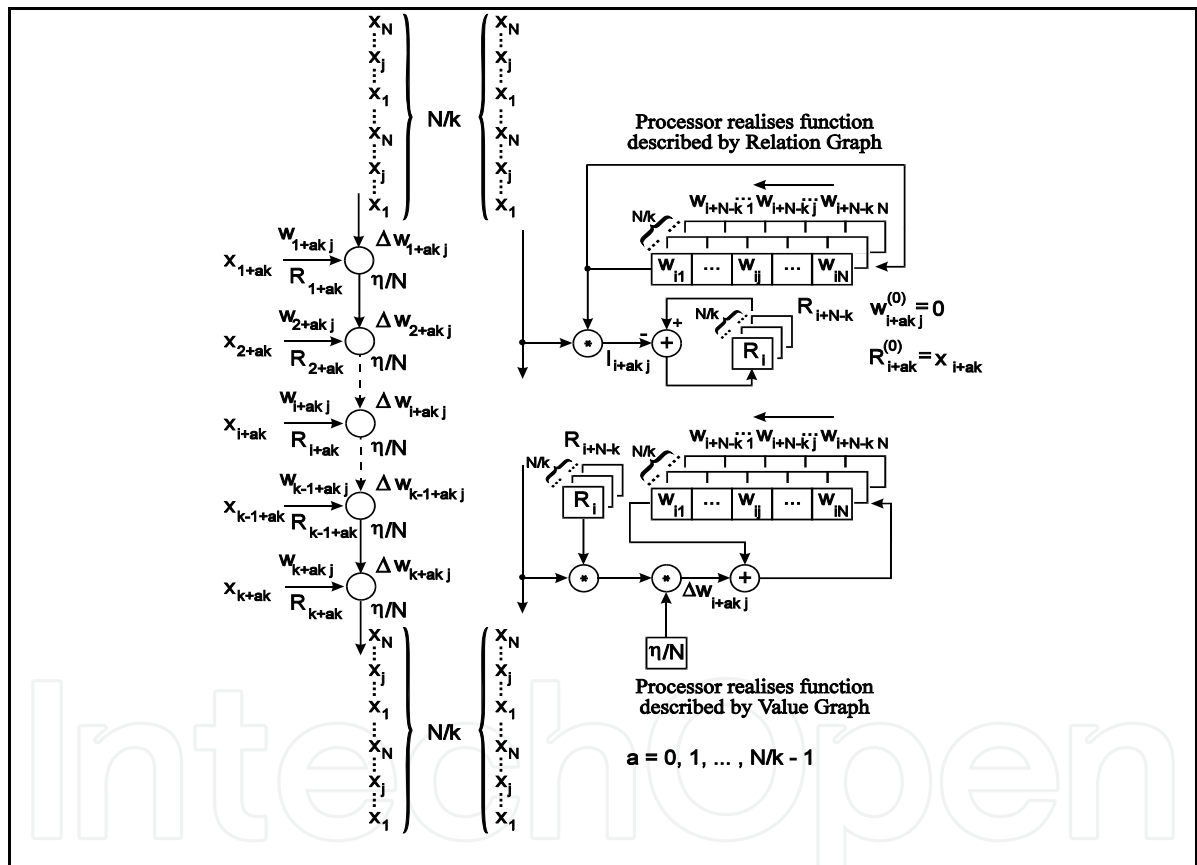 x_N
x_j
x_1
x_N
x_j
x_1
N/k
x_N
x_j
x_1
x_N
x_j
x_1
w_{1+ak j}
Δw_{1+ak j}
x_{1+ak}
R_{1+ak}
η/N
w_{2+ak j}
Δw_{2+ak j}
x_{2+ak}
R_{2+ak}
η/N
w_{i+ak j}
Δw_{i+ak j}
x_{i+ak}
R_{i+ak}
η/N
w_{k-1+ak j}
Δw_{k-1+ak j}
x_{k-1+ak}
R_{k-1+ak}
η/N
w_{k+ak j}
Δw_{k+ak j}
x_{k+ak}
R_{k+ak}
η/N
x_N
x_j
x_1
x_N
x_j
x_1
N/k
x_N
x_j
x_1
x_N
x_j
x_1
Processor realises function
described by Relation Graph
w_{i+N-k 1} ... w_{i+N-k j} ... w_{i+N-k N}
N/k
w_{i1} ... w_{ij} ... w_{iN}
N/k
R_{i+N-k}
w_{i+ak j}^{(0)} = 0
* - + +
I_{i+ak j}
R_i
R_{i+ak}^{(0)} = x_{i+ak}
w_{i+N-k 1} ... w_{i+N-k j} ... w_{i+N-k N}
R_{i+N-k}
N/k
N/k
R_i
w_{i1} ... w_{ij} ... w_{iN}
* * +
Δw_{i+ak j}
η/N
Processor realises function
described by Value Graph
a = 0, 1, ... , N/k - 1
IntechOpen